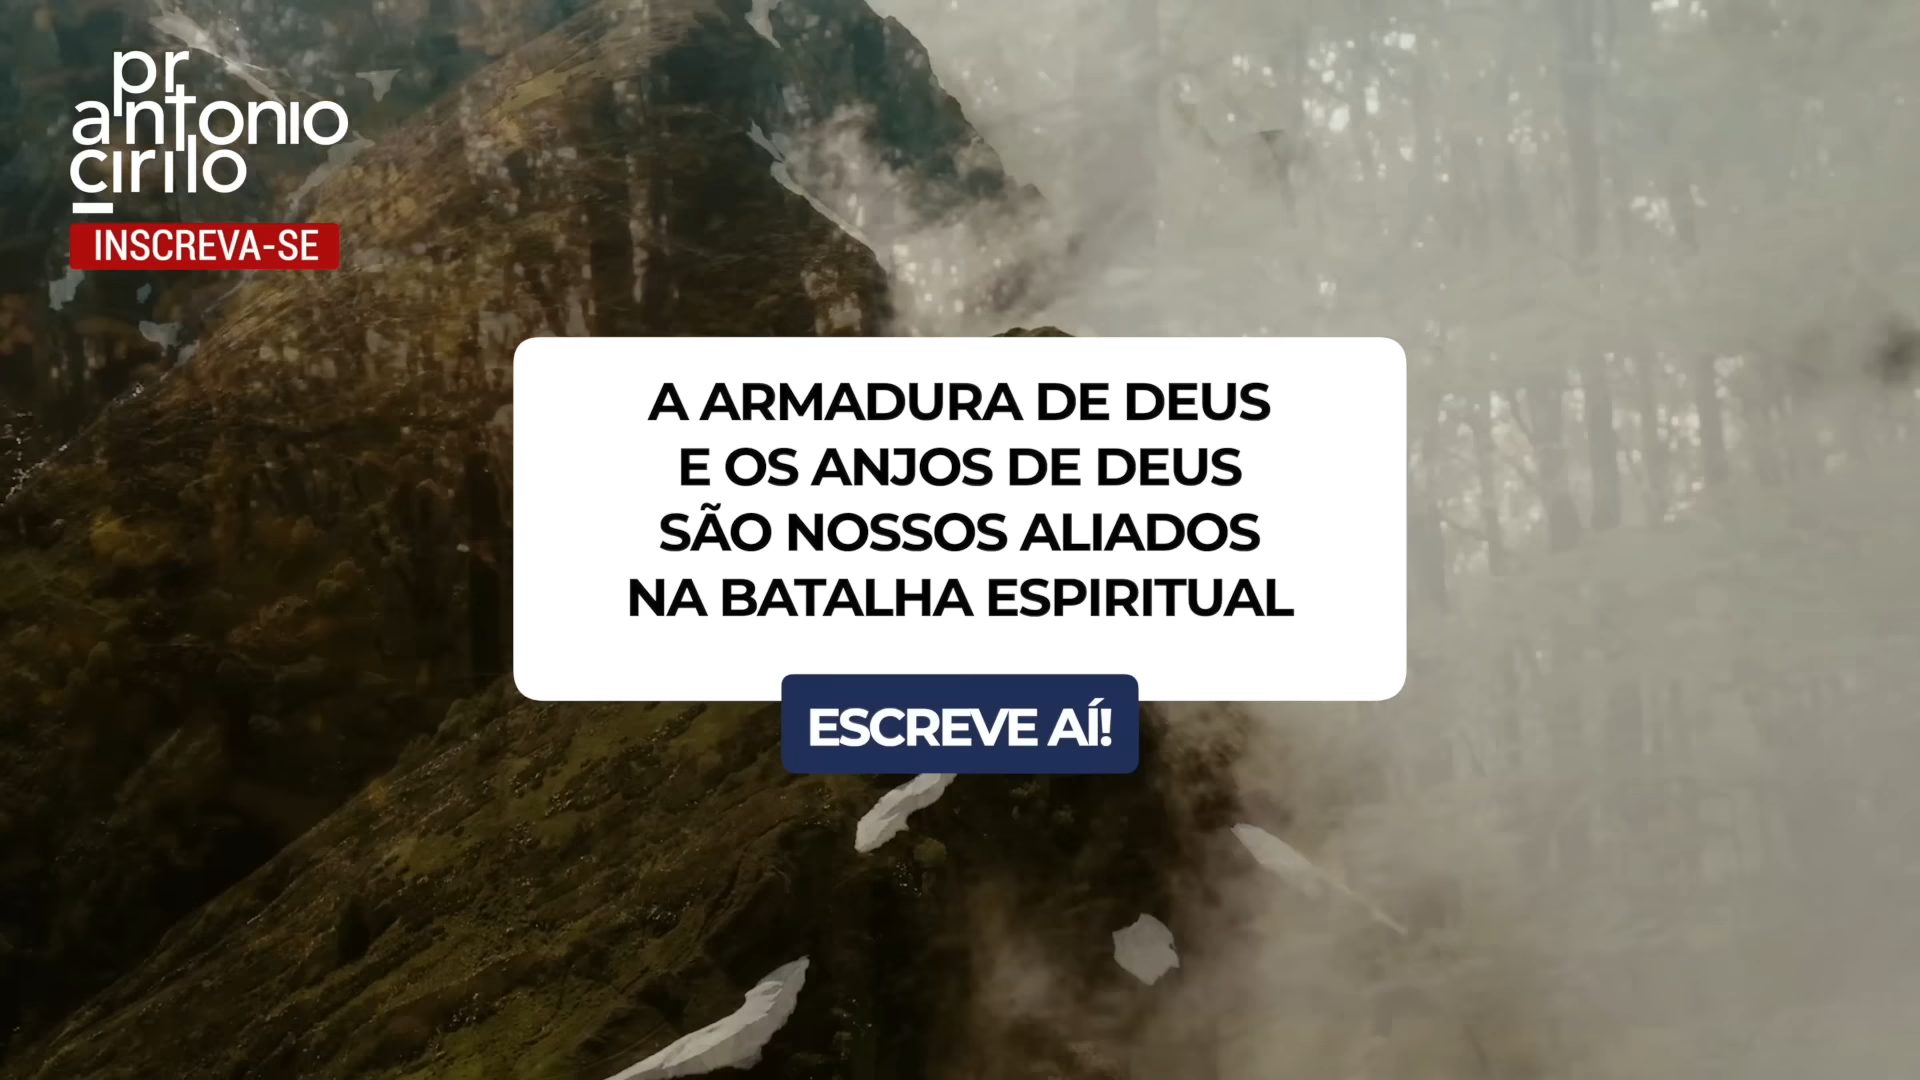 pr
antonio
cirilo
INSCREVA-SE
A ARMADURA DE DEUS
E OS ANJOS DE DEUS
SÃO NOSSOS ALIADOS
NA BATALHA ESPIRITUAL
ESCREVE AÍ!